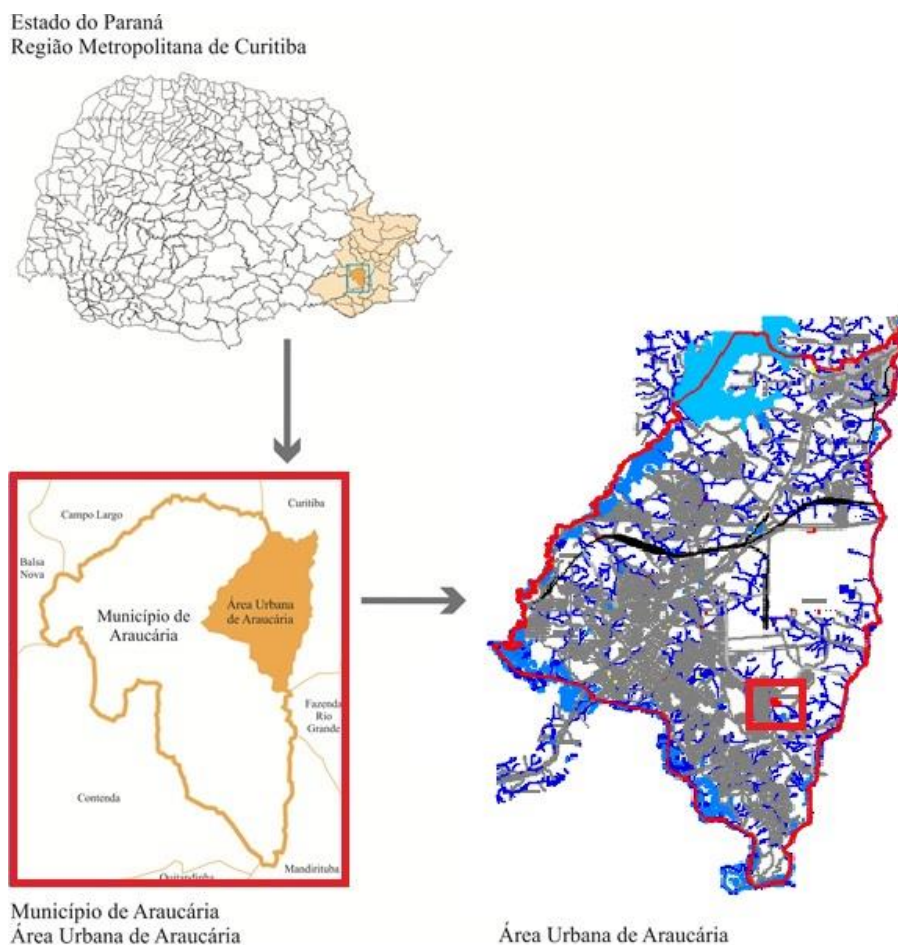 Estado do Paraná
Região Metropolitana de Curitiba
Campo Largo
Curitiba
Balsa
Nova
Município de
Araucária
Área Urbana
de Araucária
Fazenda
Rio
Grande
Contenda
Quitandinha
Mandirituba
Município de Araucária
Área Urbana de Araucária
Área Urbana de Araucária